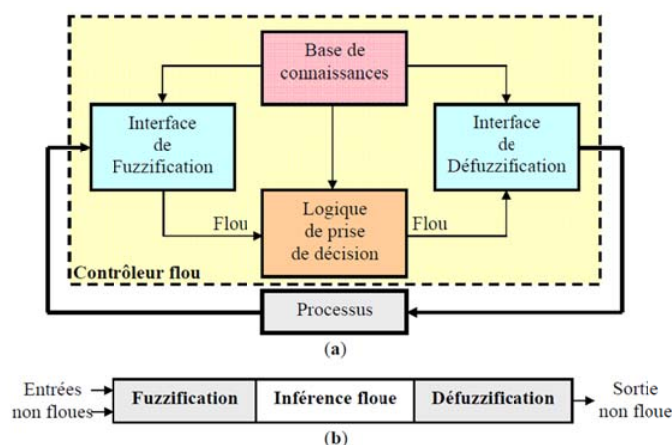 Base de
connaissances
Interface
de
Fuzzification
Interface
de
Défuzzification
Flou
Logique
de prise
de décision
Flou
Contrôleur flou
Processus
(a)
Entrées
non floues
Fuzzification
Inférence floue
Défuzzification
Sortie
non floue
(b)